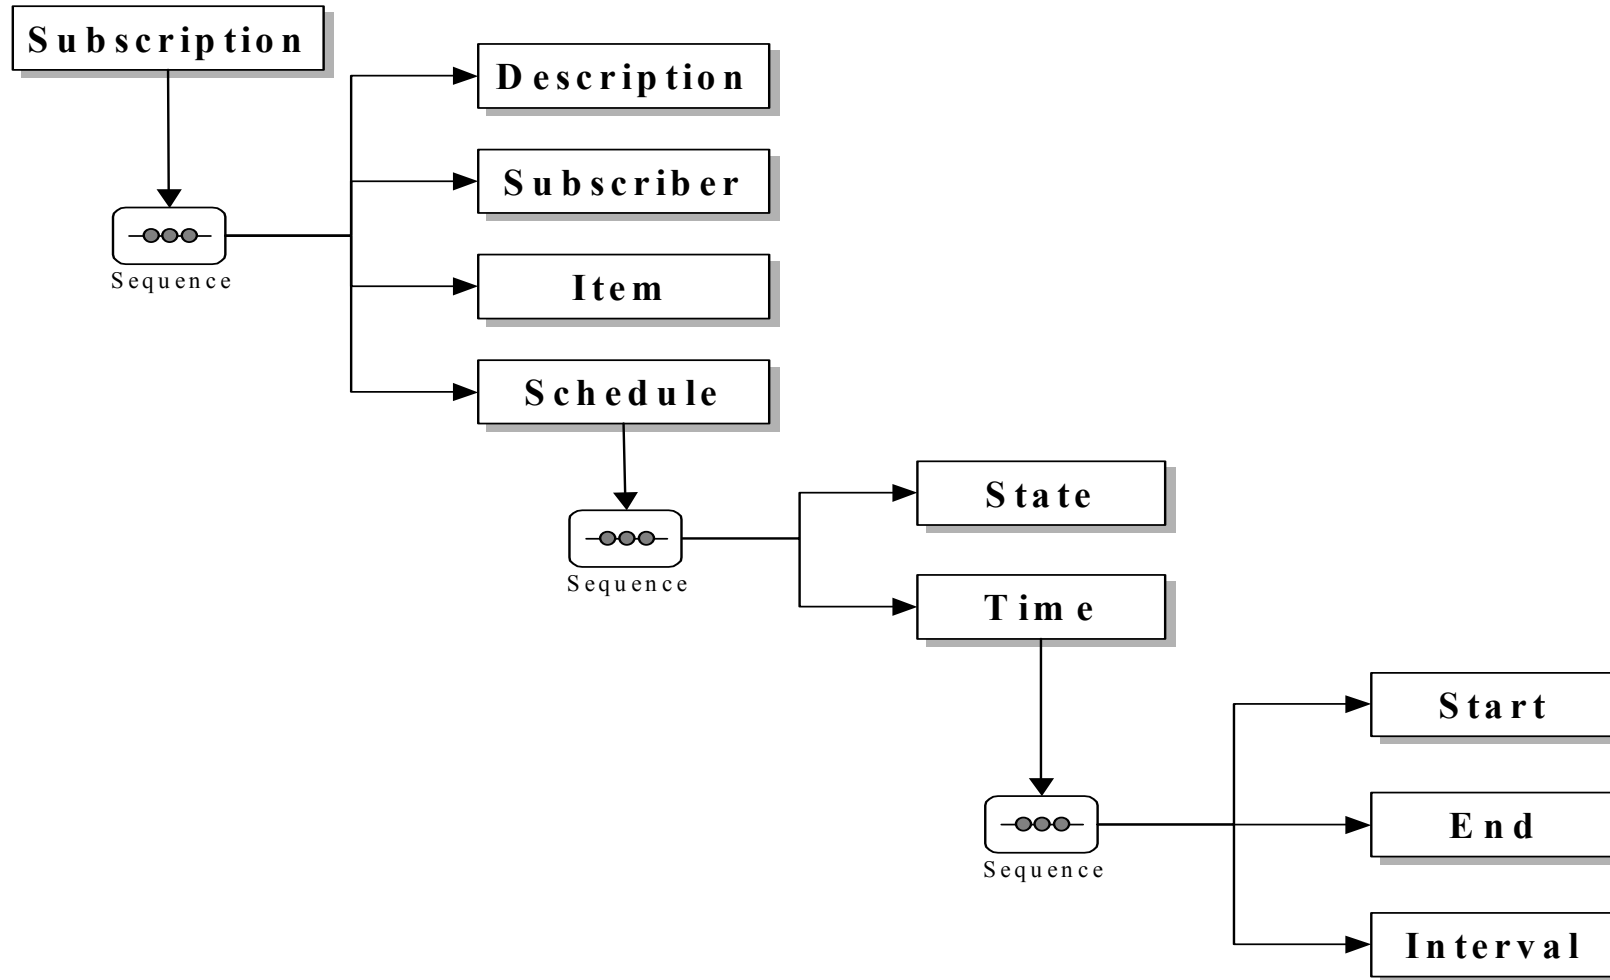 Subscription
Description
Subscriber
Sequence
Item
Schedule
State
Sequence
Time
Start
End
Sequence
Interval